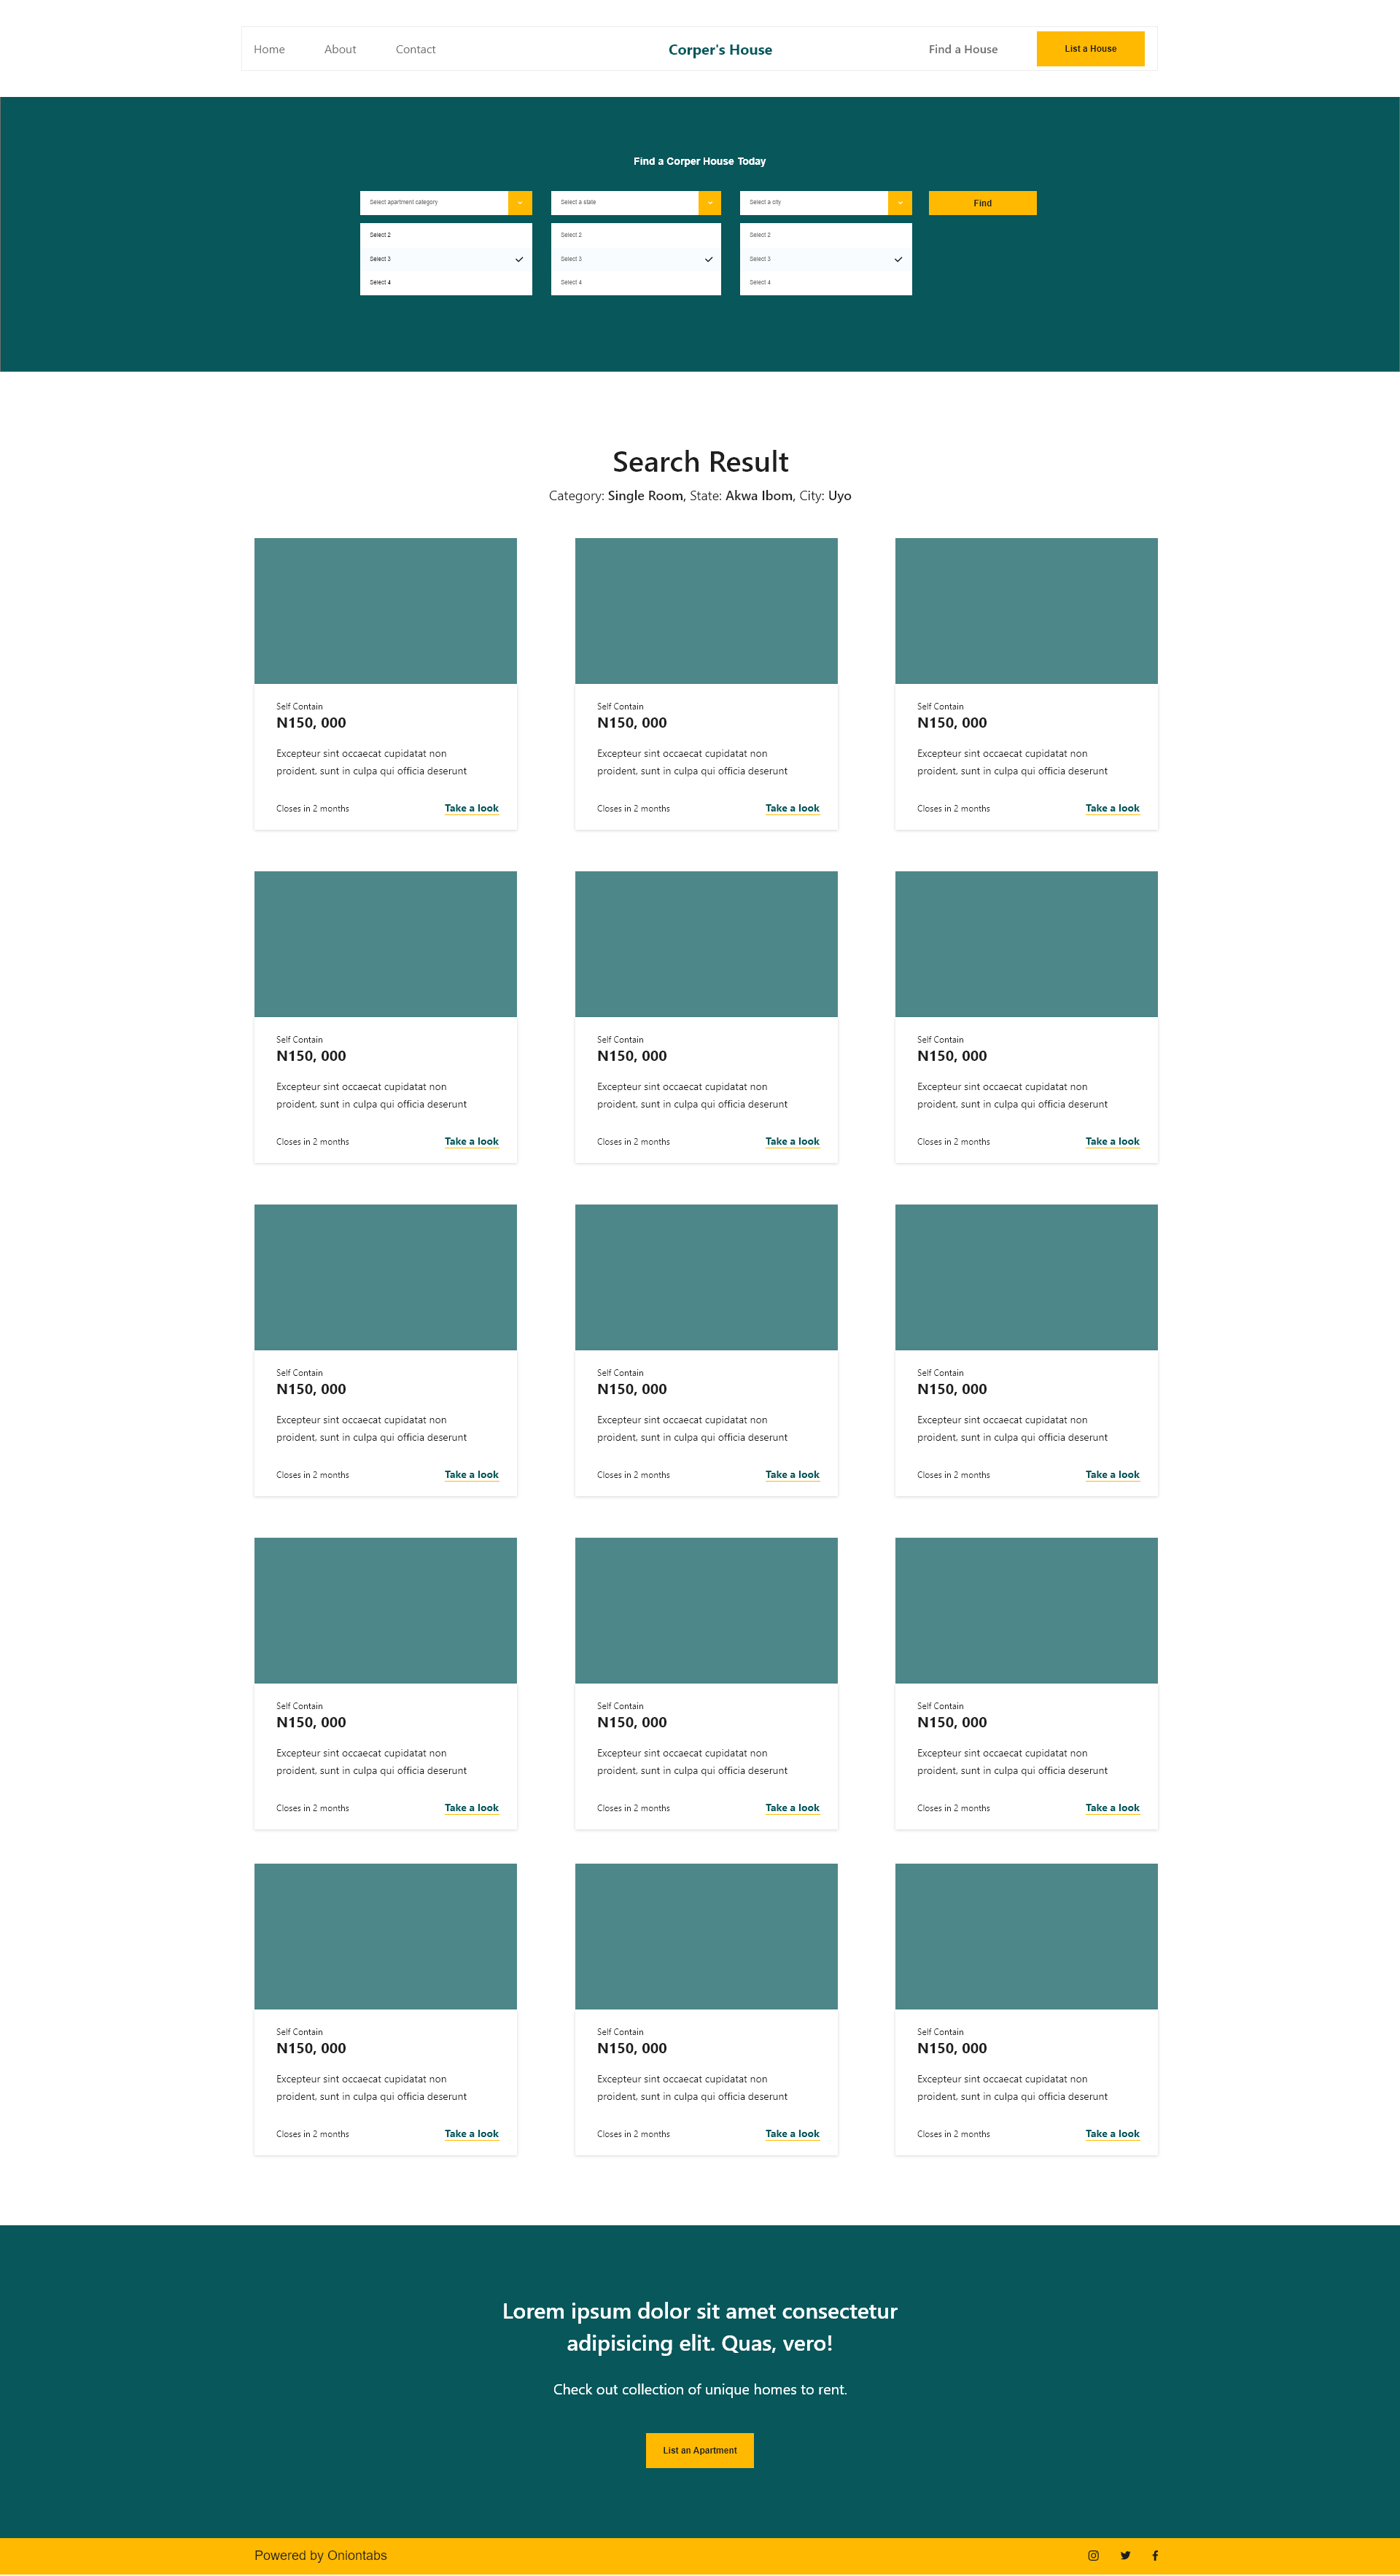 Home About Contact Corper's House Find a House List a House
Find a Corper House Today
Select apartment category Select a state Select a city Find
Select 2 Select 2 Select 2
Select 3 Select 3 Select 3
Select 4 Select 4 Select 4
Search Result
Category: Single Room, State: Akwa Ibom, City: Uyo
Self Contain Self Contain Self Contain
N150, 000 N150, 000 N150, 000
Excepteur sint occaecat cupidatat non Excepteur sint occaecat cupidatat non Excepteur sint occaecat cupidatat non
proident, sunt in culpa qui officia deserunt proident, sunt in culpa qui officia deserunt proident, sunt in culpa qui officia deserunt
Closes in 2 months Take a look Closes in 2 months Take a look Closes in 2 months Take a look
Self Contain Self Contain Self Contain
N150, 000 N150, 000 N150, 000
Excepteur sint occaecat cupidatat non Excepteur sint occaecat cupidatat non Excepteur sint occaecat cupidatat non
proident, sunt in culpa qui officia deserunt proident, sunt in culpa qui officia deserunt proident, sunt in culpa qui officia deserunt
Closes in 2 months Take a look Closes in 2 months Take a look Closes in 2 months Take a look
Self Contain Self Contain Self Contain
N150, 000 N150, 000 N150, 000
Excepteur sint occaecat cupidatat non Excepteur sint occaecat cupidatat non Excepteur sint occaecat cupidatat non
proident, sunt in culpa qui officia deserunt proident, sunt in culpa qui officia deserunt proident, sunt in culpa qui officia deserunt
Closes in 2 months Take a look Closes in 2 months Take a look Closes in 2 months Take a look
Self Contain Self Contain Self Contain
N150, 000 N150, 000 N150, 000
Excepteur sint occaecat cupidatat non Excepteur sint occaecat cupidatat non Excepteur sint occaecat cupidatat non
proident, sunt in culpa qui officia deserunt proident, sunt in culpa qui officia deserunt proident, sunt in culpa qui officia deserunt
Closes in 2 months Take a look Closes in 2 months Take a look Closes in 2 months Take a look
Self Contain Self Contain Self Contain
N150, 000 N150, 000 N150, 000
Excepteur sint occaecat cupidatat non Excepteur sint occaecat cupidatat non Excepteur sint occaecat cupidatat non
proident, sunt in culpa qui officia deserunt proident, sunt in culpa qui officia deserunt proident, sunt in culpa qui officia deserunt
Closes in 2 months Take a look Closes in 2 months Take a look Closes in 2 months Take a look
Lorem ipsum dolor sit amet consectetur
adipisicing elit. Quas, vero!
Check out collection of unique homes to rent.
List an Apartment
Powered by Oniontabs